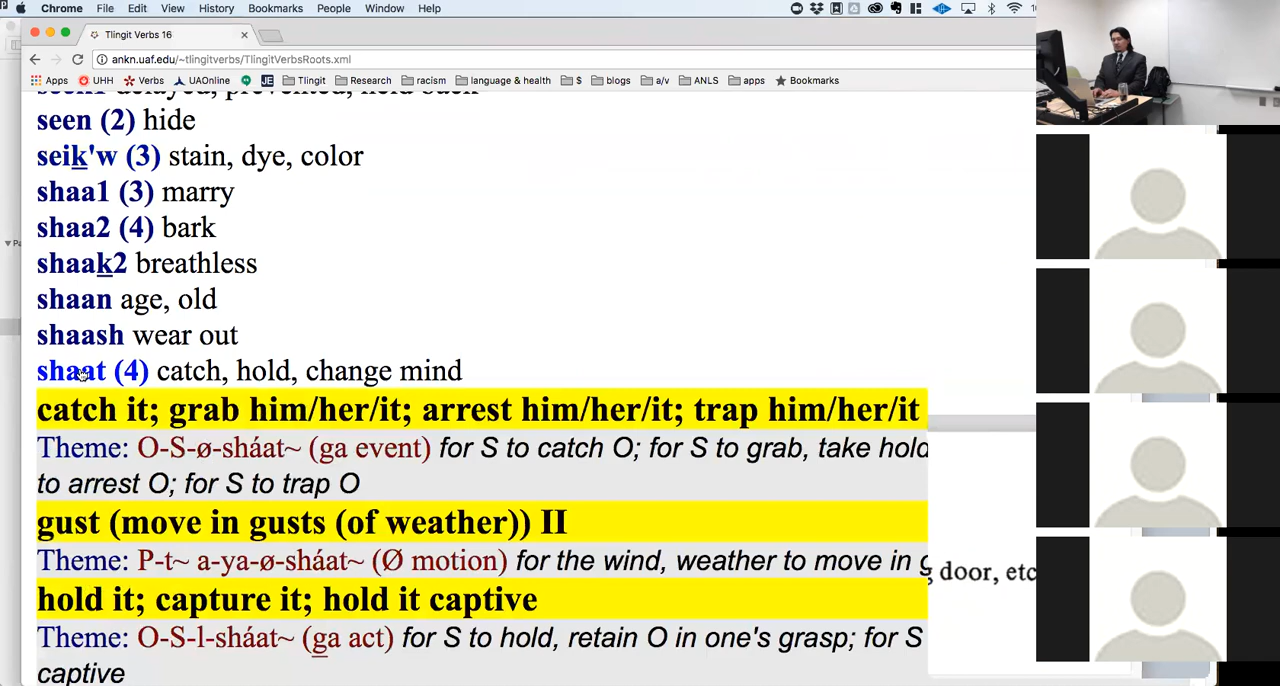 Chrome File Edit View History Bookmarks People Window Help
Tlingit Verbs 16
ankn.uaf.edu/~tlingitverbs/TlingitVerbsRoots.xml
Apps UHH Verbs UAOnline JE Tlingit Research racism language & health $ blogs a/v ANLS apps Bookmarks
seen (2) hide
seiḵ'w (3) stain, dye, color
shaa1 (3) marry
shaa2 (4) bark
shaaḵ2 breathless
shaan age, old
shaash wear out
shaat (4) catch, hold, change mind
catch it; grab him/her/it; arrest him/her/it; trap him/her/it
Theme: O-S-ø-sháat~ (ga event) for S to catch O; for S to grab, take hold
to arrest O; for S to trap O
gust (move in gusts (of weather)) II
Theme: P-t~ a-ya-ø-sháat~ (Ø motion) for the wind, weather to move in
door, etc
hold it; capture it; hold it captive
Theme: O-S-l-sháat~ (g̱a act) for S to hold, retain O in one's grasp; for S
captive